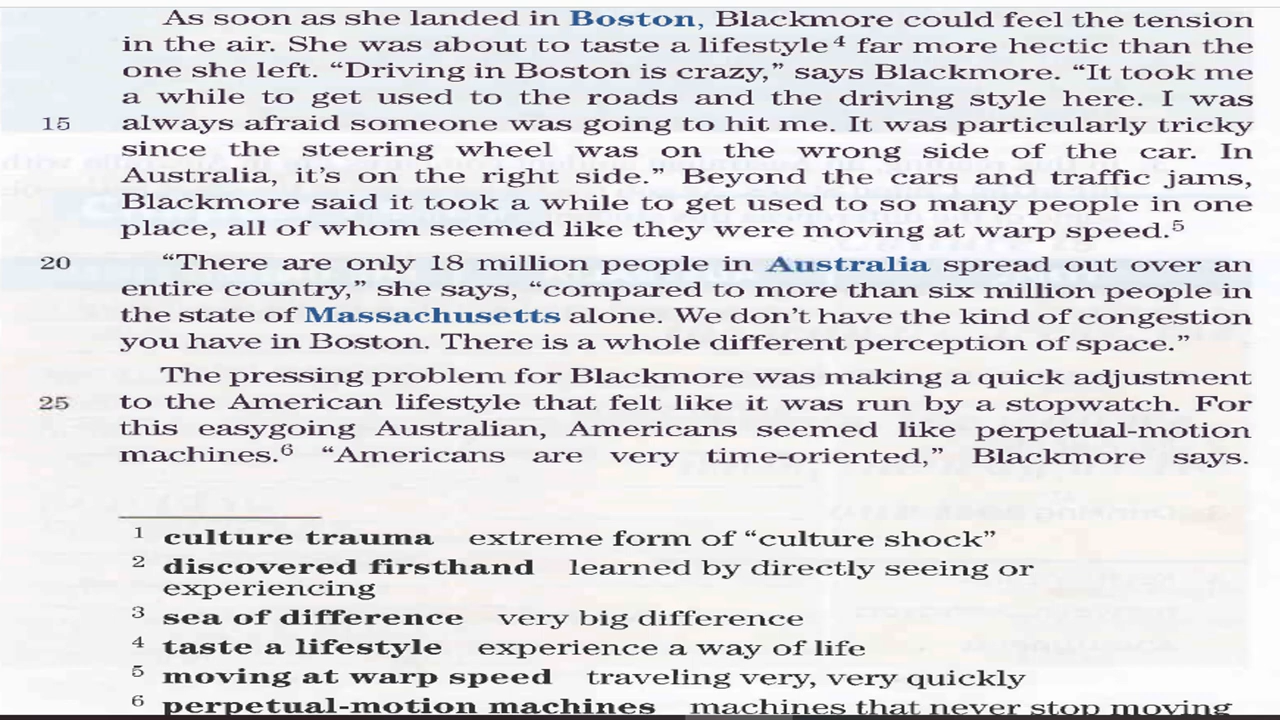 As soon as she landed in Boston, Blackmore could feel the tension
in the air. She was about to taste a lifestyle⁴ far more hectic than the
one she left. “Driving in Boston is crazy,” says Blackmore. “It took me
a while to get used to the roads and the driving style here. I was
15 always afraid someone was going to hit me. It was particularly tricky
since the steering wheel was on the wrong side of the car. In
Australia, it’s on the right side.” Beyond the cars and traffic jams,
Blackmore said it took a while to get used to so many people in one
place, all of whom seemed like they were moving at warp speed.⁵
20 “There are only 18 million people in Australia spread out over an
entire country,” she says, “compared to more than six million people in
the state of Massachusetts alone. We don’t have the kind of congestion
you have in Boston. There is a whole different perception of space.”
The pressing problem for Blackmore was making a quick adjustment
25 to the American lifestyle that felt like it was run by a stopwatch. For
this easygoing Australian, Americans seemed like perpetual-motion
machines.⁶ “Americans are very time-oriented,” Blackmore says.
1 culture trauma extreme form of “culture shock”
2 discovered firsthand learned by directly seeing or
experiencing
3 sea of difference very big difference
4 taste a lifestyle experience a way of life
5 moving at warp speed traveling very, very quickly
6 perpetual-motion machines machines that never stop moving